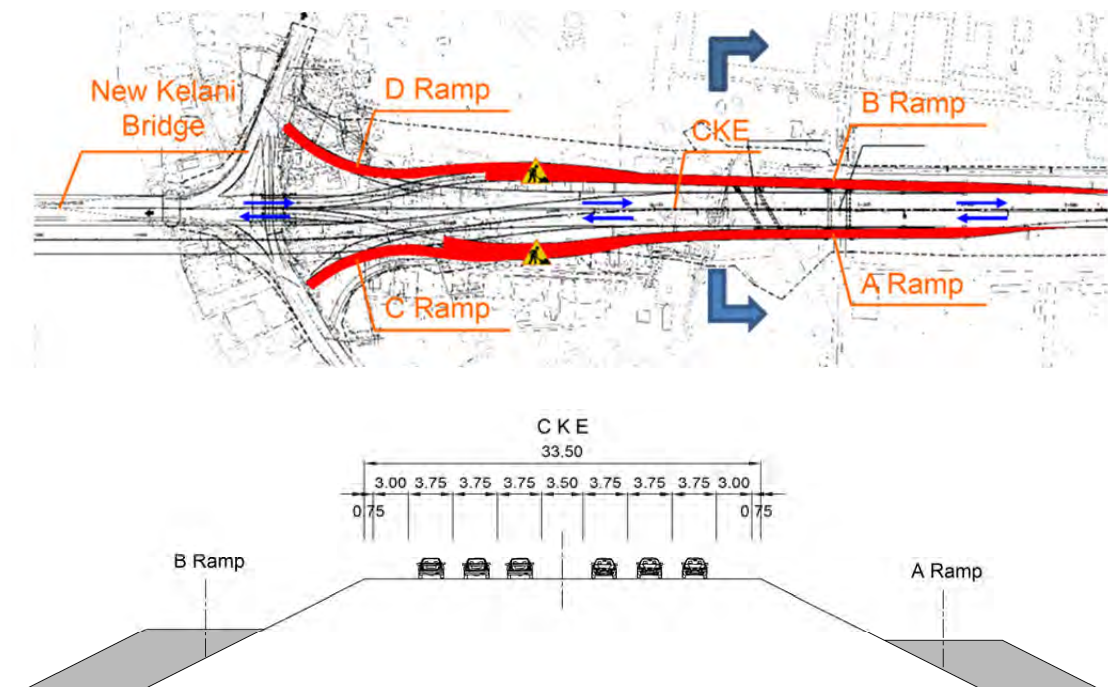 New Kelani
Bridge
D Ramp
CKE
B Ramp
C Ramp
A Ramp
C K E
33.50
3.00 3.75 3.75 3.75 3.50 3.75 3.75 3.75 3.00
0.75 0.75
B Ramp
A Ramp